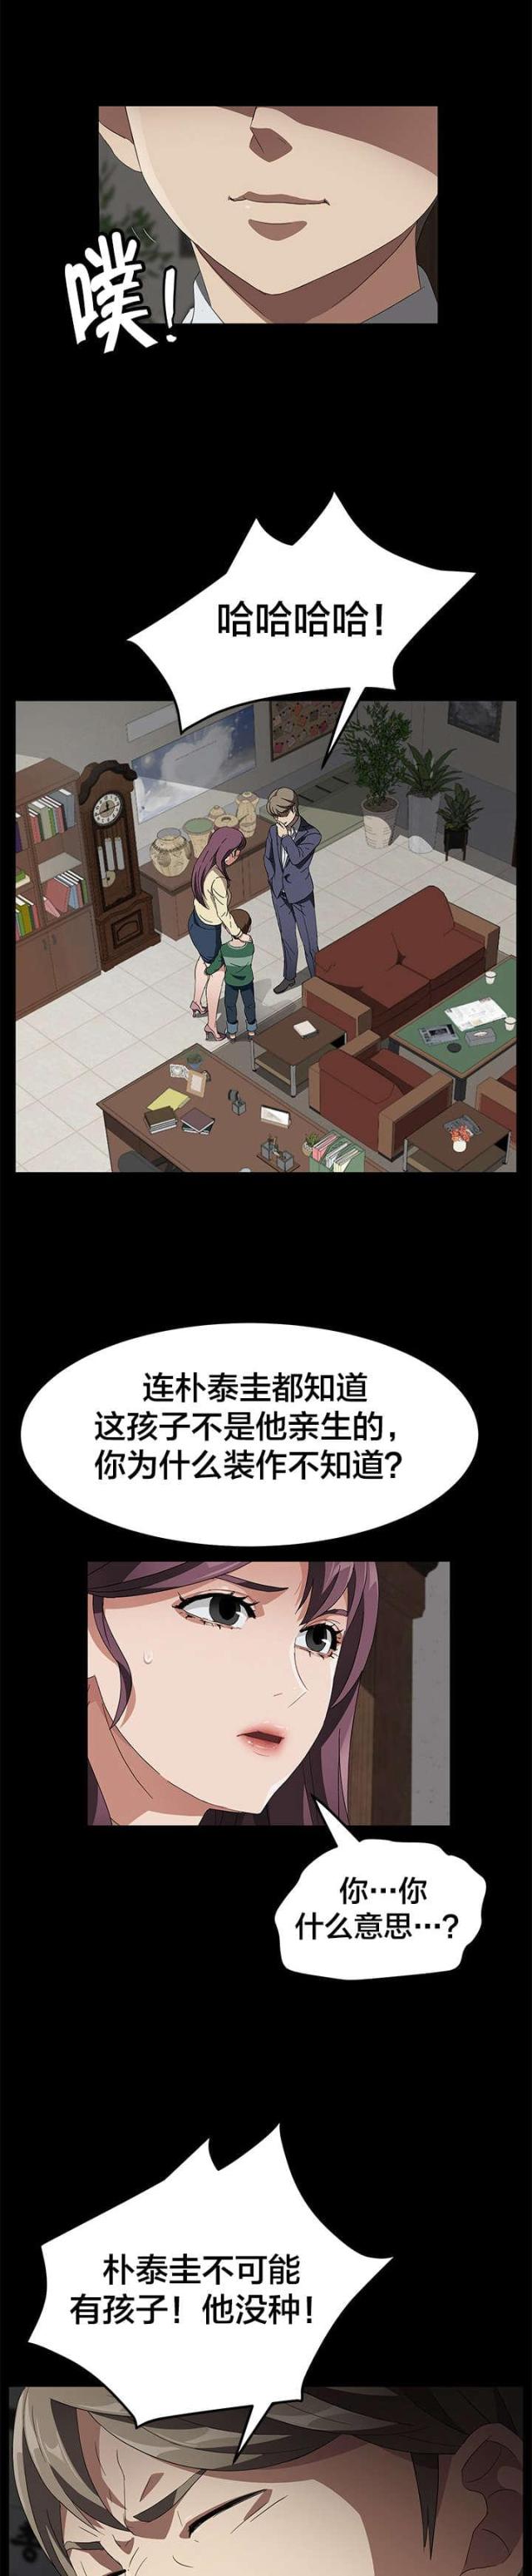 噗!
哈哈哈哈!
连朴泰圭都知道
这孩子不是他亲生的,
你为什么装作不知道?
你…你
什么意思…?
朴泰圭不可能
有孩子!他没种!